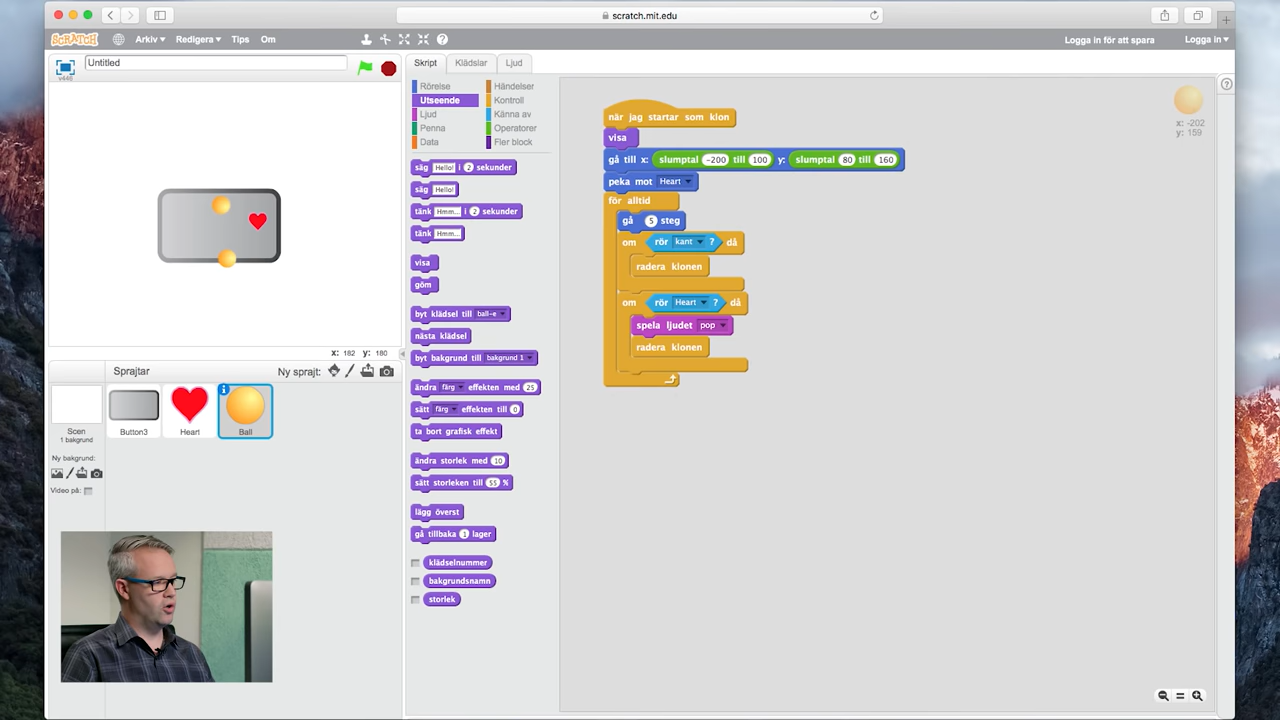 scratch.mit.edu
SCRATCH
Arkiv
Redigera
Tips
Om
Logga in för att spara
Logga in
v446
Untitled
Skript
Klädslar
Ljud
Rörelse
Händelser
Utseende
Kontroll
Ljud
Känna av
Penna
Operatorer
Data
Fler block
säg Hello! i 2 sekunder
säg Hello!
tänk Hmm... i 2 sekunder
tänk Hmm...
visa
göm
byt klädsel till ball-e
nästa klädsel
byt bakgrund till bakgrund 1
ändra färg effekten med 25
sätt färg effekten till 0
ta bort grafisk effekt
ändra storlek med 10
sätt storleken till 55 %
lägg överst
gå tillbaka 1 lager
klädselnummer
bakgrundsnamn
storlek
när jag startar som klon
visa
gå till x: slumptal -200 till 100 y: slumptal 80 till 160
peka mot Heart
för alltid
gå 5 steg
om rör kant ? då
radera klonen
om rör Heart ? då
spela ljudet pop
radera klonen
x: -202
y: 159
x: 182 y: 180
Sprajtar
Ny sprajt:
Scen
1 bakgrund
Button3
Heart
Ball
Ny bakgrund:
Video på: